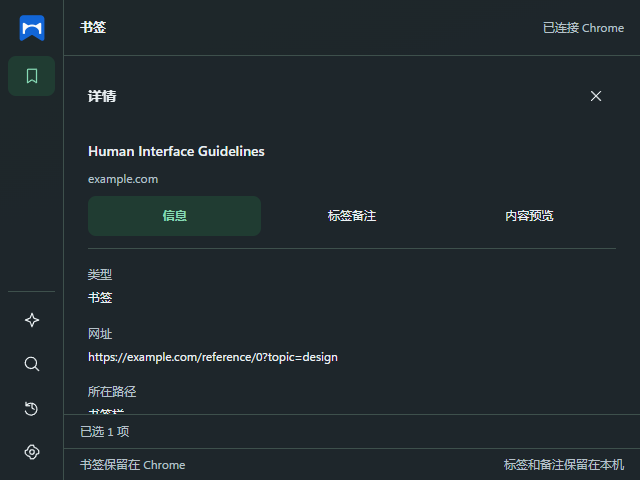 书签
已连接 Chrome
详情
Human Interface Guidelines
example.com
信息
标签备注
内容预览
类型
书签
网址
https://example.com/reference/0?topic=design
所在路径
书签栏
已选 1 项
书签保留在 Chrome
标签和备注保留在本机